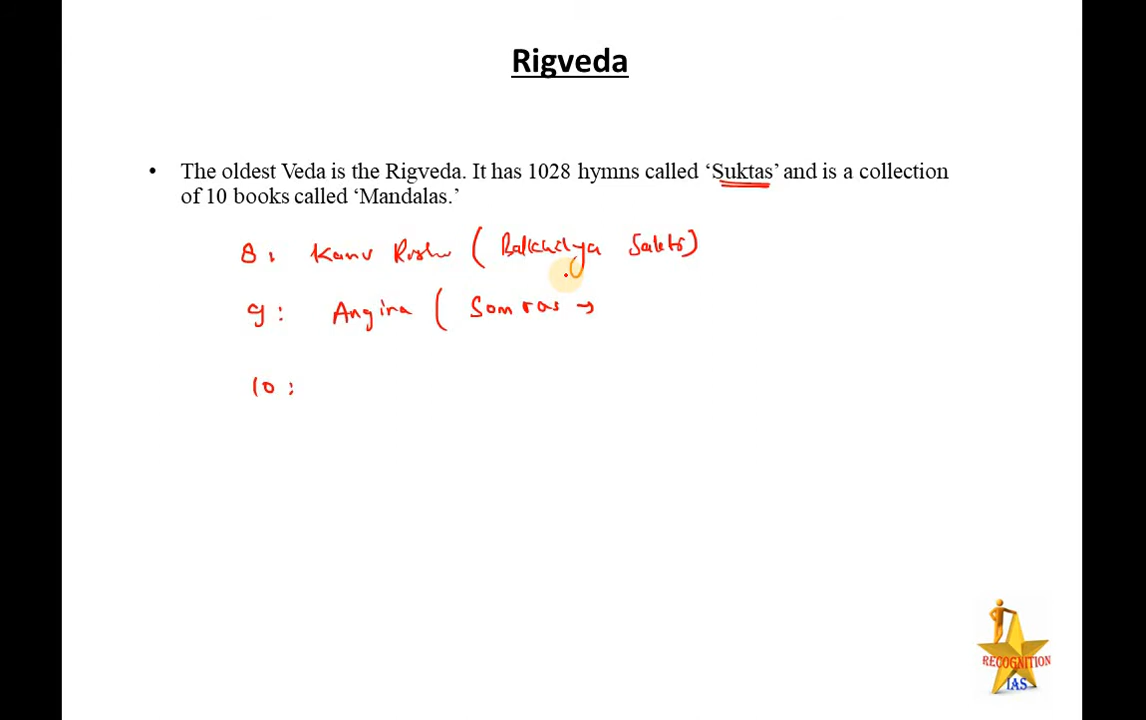 Rigveda
• The oldest Veda is the Rigveda. It has 1028 hymns called ‘Suktas’ and is a collection
of 10 books called ‘Mandalas.’
8: Kanv Rishi (Balkhilya Sukts)
9: Angira ( Somras →
10:
RECOGNITION
IAS